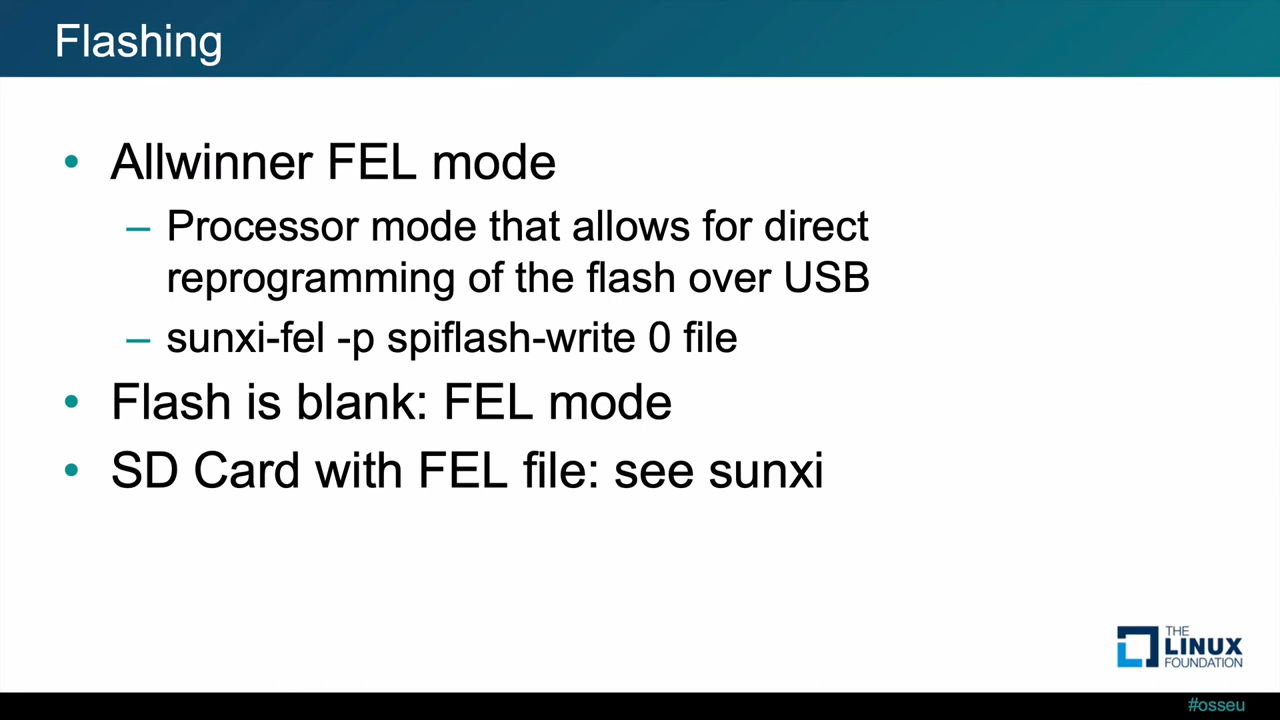 Flashing
• Allwinner FEL mode
– Processor mode that allows for direct
reprogramming of the flash over USB
– sunxi-fel -p spiflash-write 0 file
• Flash is blank: FEL mode
• SD Card with FEL file: see sunxi
THE
LINUX
FOUNDATION
#osseu